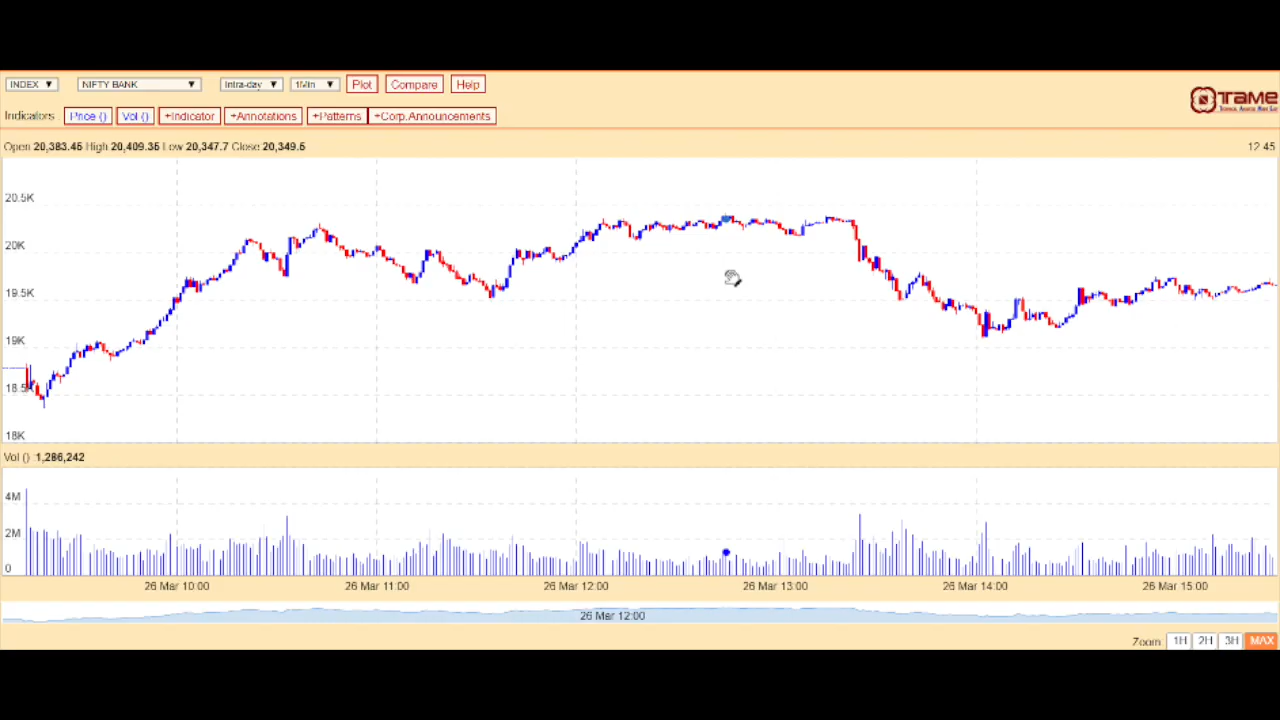 INDEX ▼ NIFTY BANK ▼ Intra-day ▼ 1Min ▼ Plot Compare Help
TAME
Indicators Price () Vol () +Indicator +Annotations +Patterns +Corp.Announcements
Open 20,383.45 High 20,409.35 Low 20,347.7 Close 20,349.5 12:45
20.5K
20K
19.5K
19K
18.5K
18K
Vol () 1,286,242
4M
2M
0
26 Mar 10:00 26 Mar 11:00 26 Mar 12:00 26 Mar 13:00 26 Mar 14:00 26 Mar 15:00
26 Mar 12:00
Zoom: 1H 2H 3H MAX